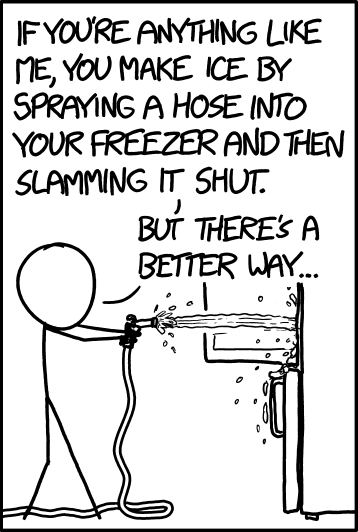 IF YOU'RE ANYTHING LIKE
ME, YOU MAKE ICE BY
SPRAYING A HOSE INTO
YOUR FREEZER AND THEN
SLAMMING IT SHUT.
BUT THERE'S A
BETTER WAY...